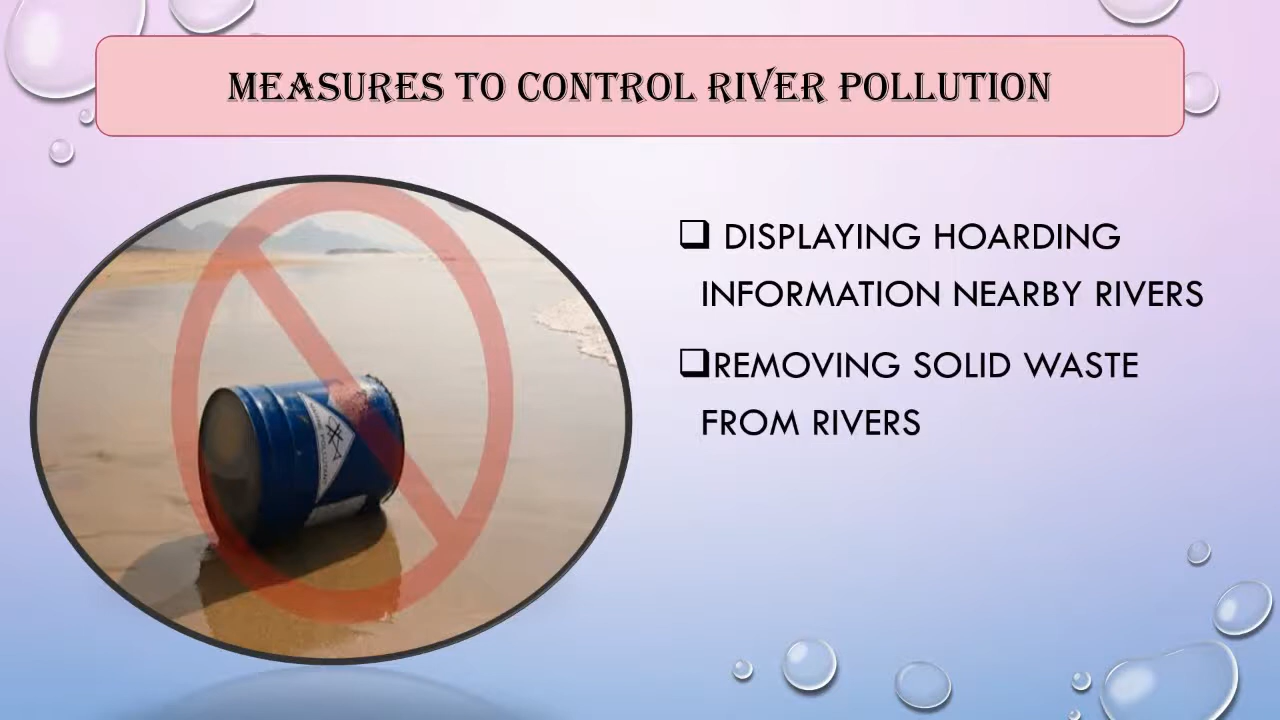 MEASURES TO CONTROL RIVER POLLUTION
DISPLAYING HOARDING
INFORMATION NEARBY RIVERS
REMOVING SOLID WASTE
FROM RIVERS